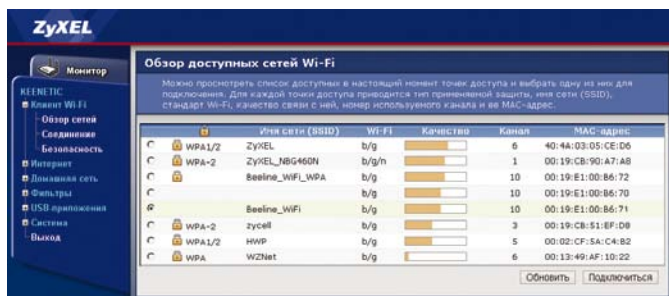 ZyXEL
Монитор
KEENETIC
Клиент Wi-Fi
Обзор сетей
Соединение
Безопасность
Интернет
Домашняя сеть
Фильтры
USB-приложения
Система
Выход
Обзор доступных сетей Wi-Fi
Можно просмотреть список доступных в настоящий момент точек доступа и выбрать одну из них для
подключения. Для каждой точки доступа приводится тип применяемой защиты, имя сети (SSID),
стандарт Wi-Fi, качество связи с ней, номер используемого канала и ее MAC-адрес.
Имя сети (SSID) Wi-Fi Качество Канал MAC-адрес
WPA1/2 ZyXEL b/g 6 40:4A:03:05:CE:D6
WPA-2 ZyXEL_NBG460N b/g/n 1 00:19:CB:90:A7:A8
Beeline_WiFi_WPA b/g 10 00:19:E1:00:B6:72
b/g 10 00:19:E1:00:B6:70
Beeline_WiFi b/g 10 00:19:E1:00:B6:71
WPA-2 zycell b/g 3 00:19:CB:51:EF:D8
WPA1/2 HWP b/g 5 00:02:CF:5A:C4:B2
WPA WZNet b/g 6 00:13:49:AF:10:22
Обновить Подключиться